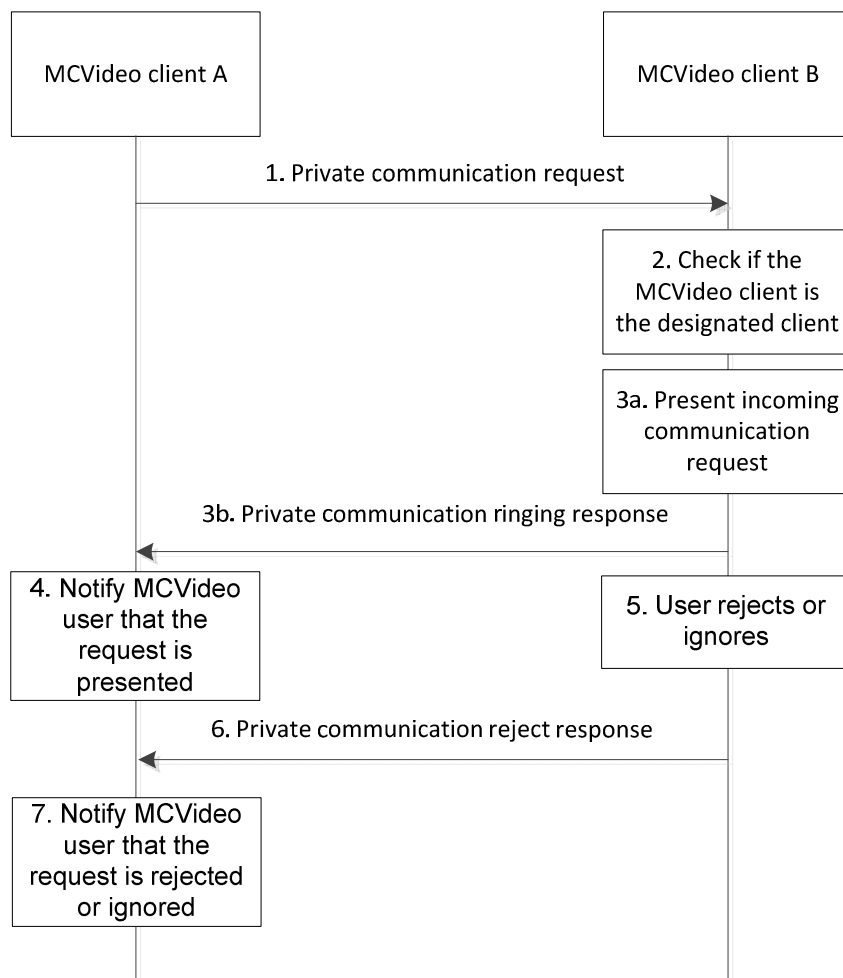 MCVideo client A
MCVideo client B
1. Private communication request
2. Check if the
MCVideo client is
the designated client
3a. Present incoming
communication
request
3b. Private communication ringing response
4. Notify MCVideo
user that the
request is
presented
5. User rejects or
ignores
6. Private communication reject response
7. Notify MCVideo
user that the
request is rejected
or ignored